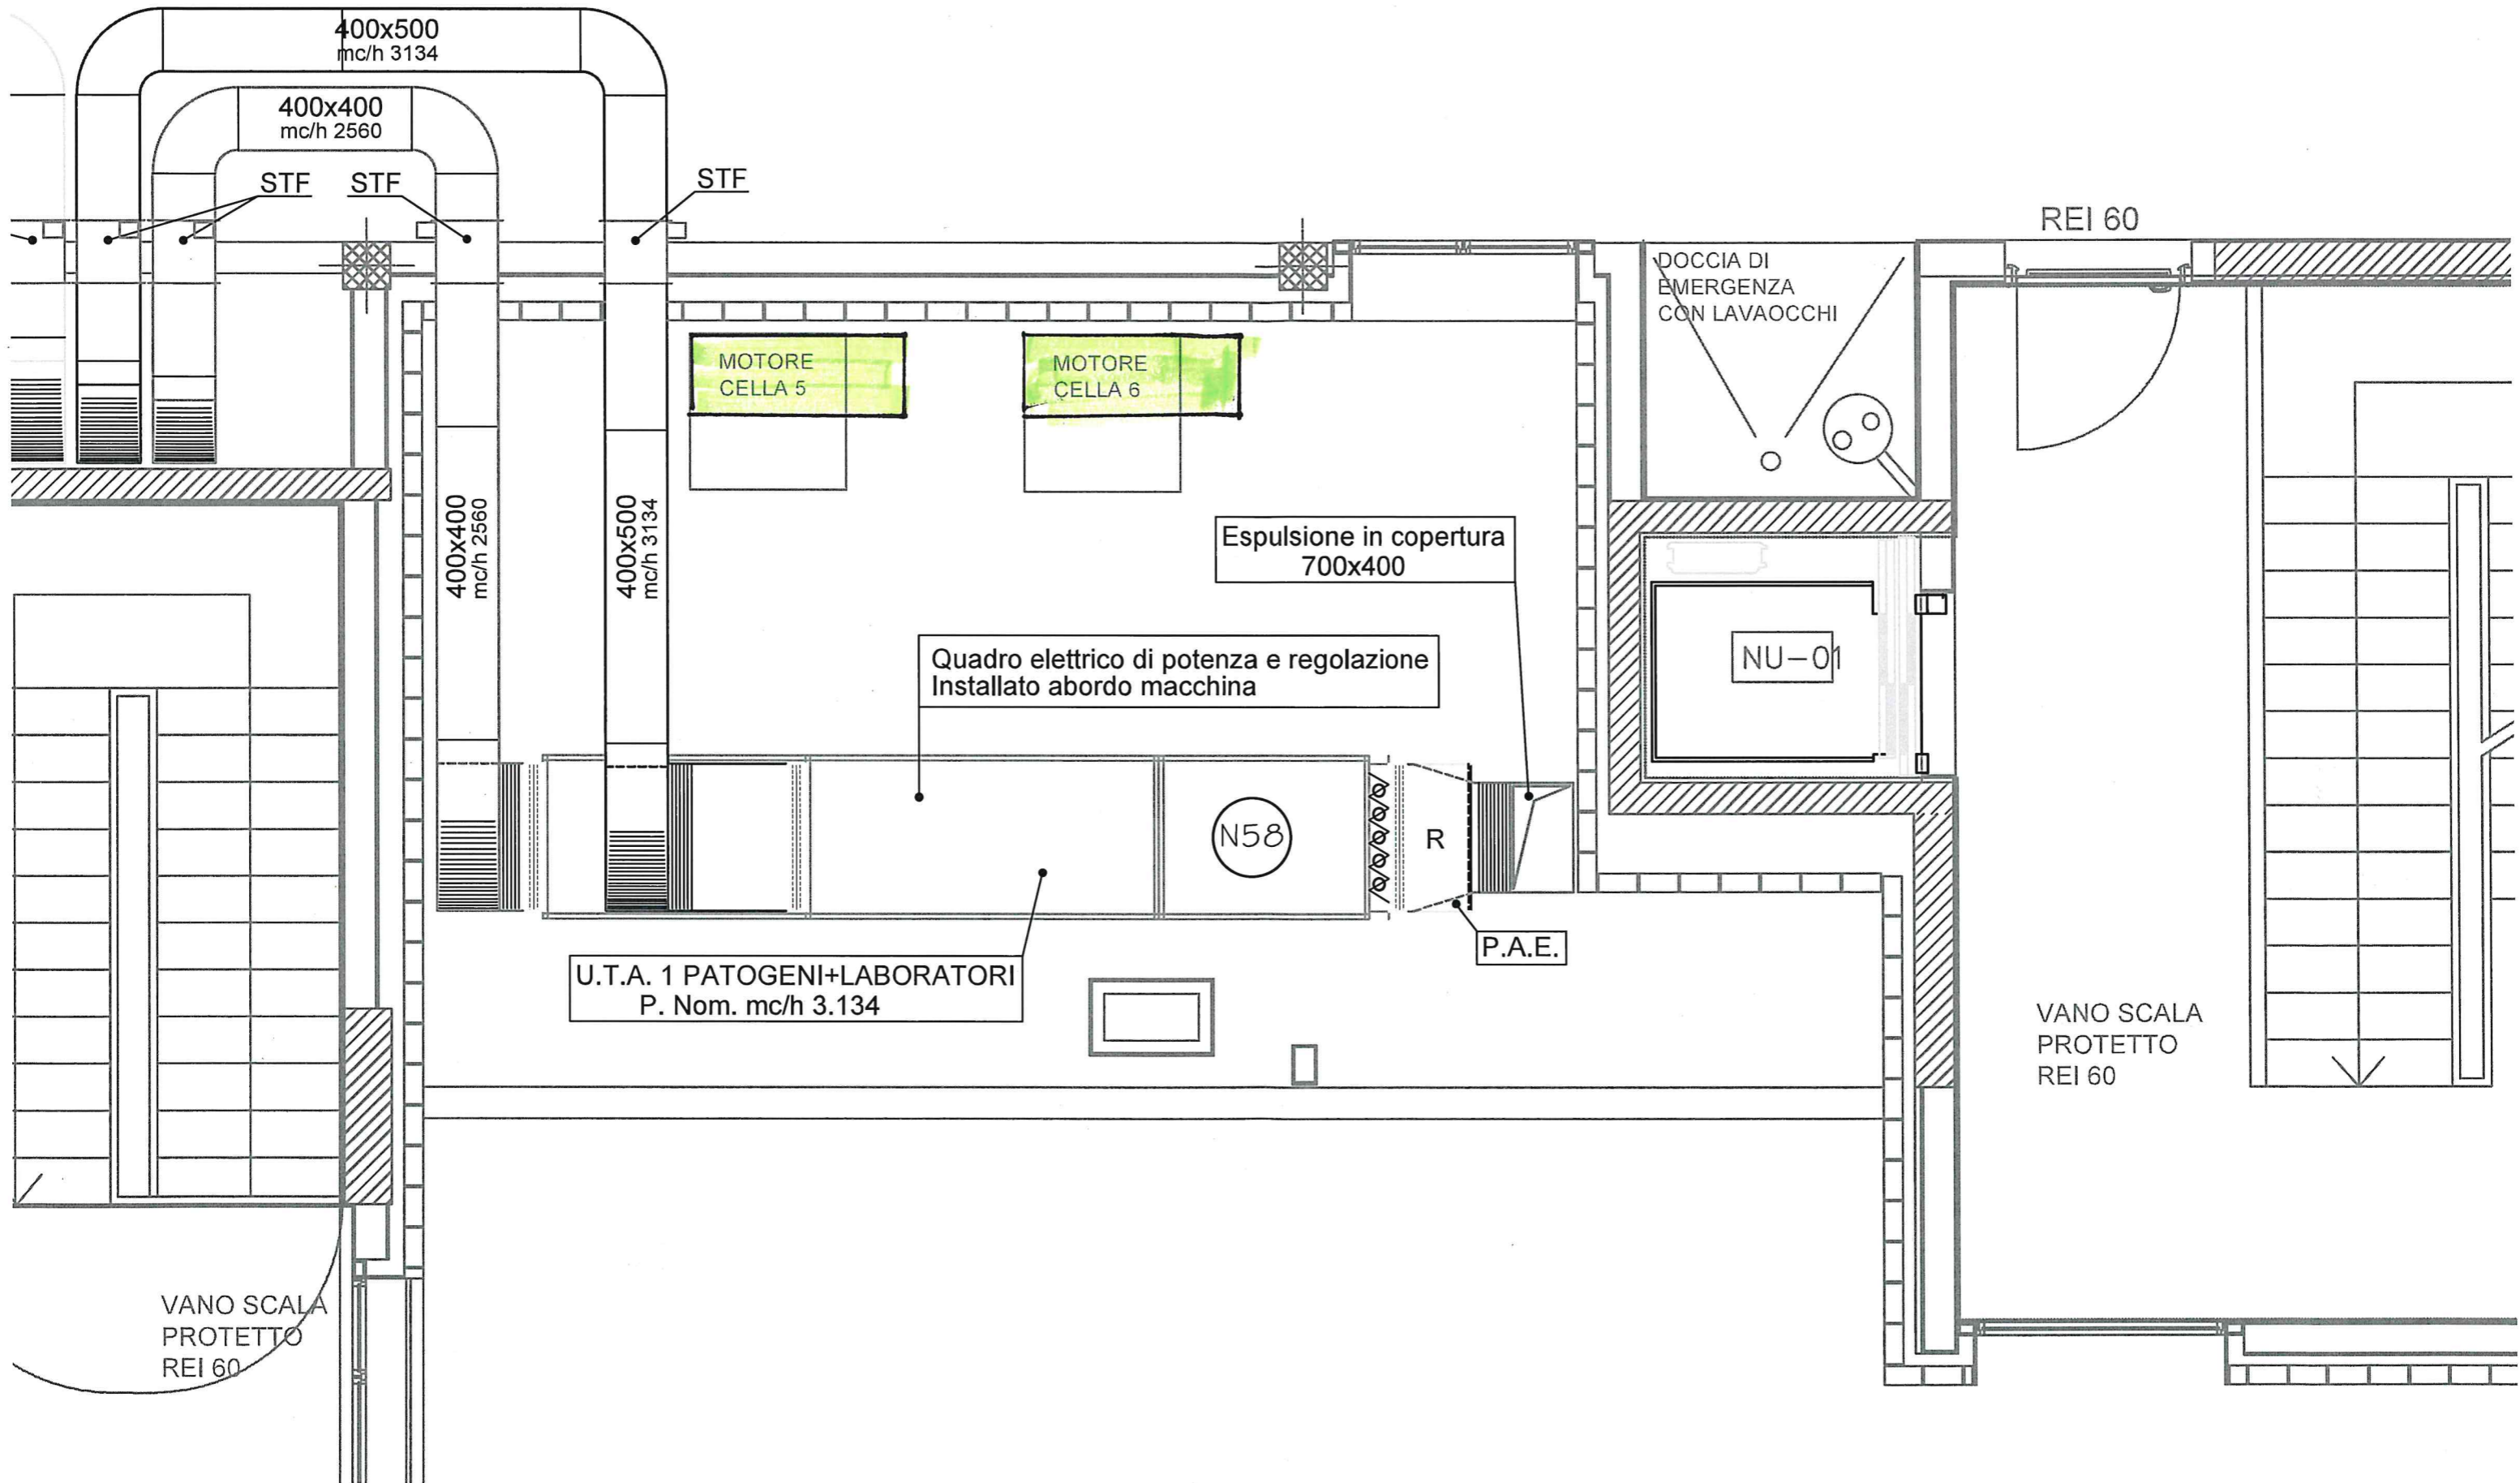 400x500
mc/h 3134
400x400
mc/h 2560
STF
STF
STF
REI 60
DOCCIA DI
EMERGENZA
CON LAVAOCCHI
MOTORE
CELLA 5
MOTORE
CELLA 6
400x400
mc/h 2560
400x500
mc/h 3134
Espulsione in copertura
700x400
Quadro elettrico di potenza e regolazione
Installato abordo macchina
NU-01
N58
R
P.A.E.
U.T.A. 1 PATOGENI+LABORATORI
P. Nom. mc/h 3.134
VANO SCALA
PROTETTO
REI 60
VANO SCALA
PROTETTO
REI 60